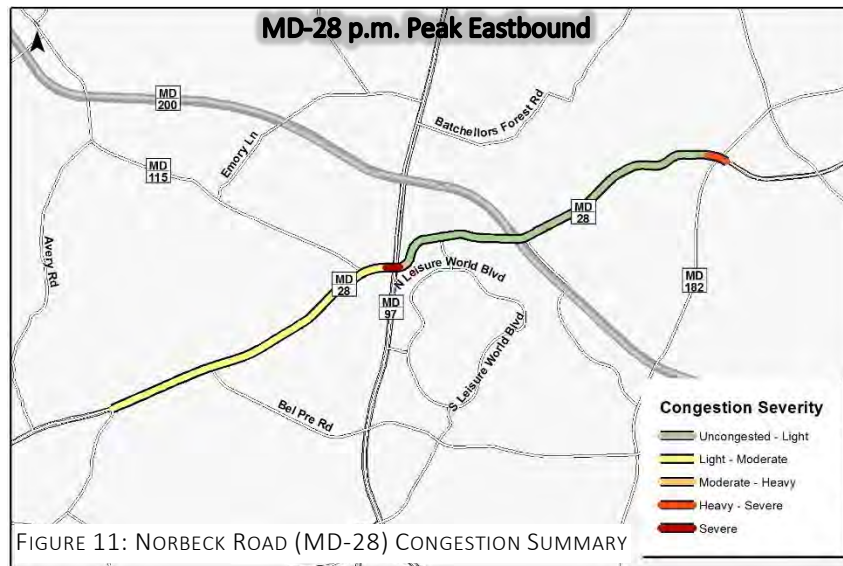 MD-28 p.m. Peak Eastbound
MD
200
Batchellors Forest Rd
Emory Ln
MD
115
Avery Rd
MD
28
N Leisure World Blvd
MD
28
MD
182
MD
97
S Leisure World Blvd
Bel Pre Rd
Congestion Severity
Uncongested - Light
Light - Moderate
Moderate - Heavy
Heavy - Severe
Severe
FIGURE 11: NORBECK ROAD (MD-28) CONGESTION SUMMARY